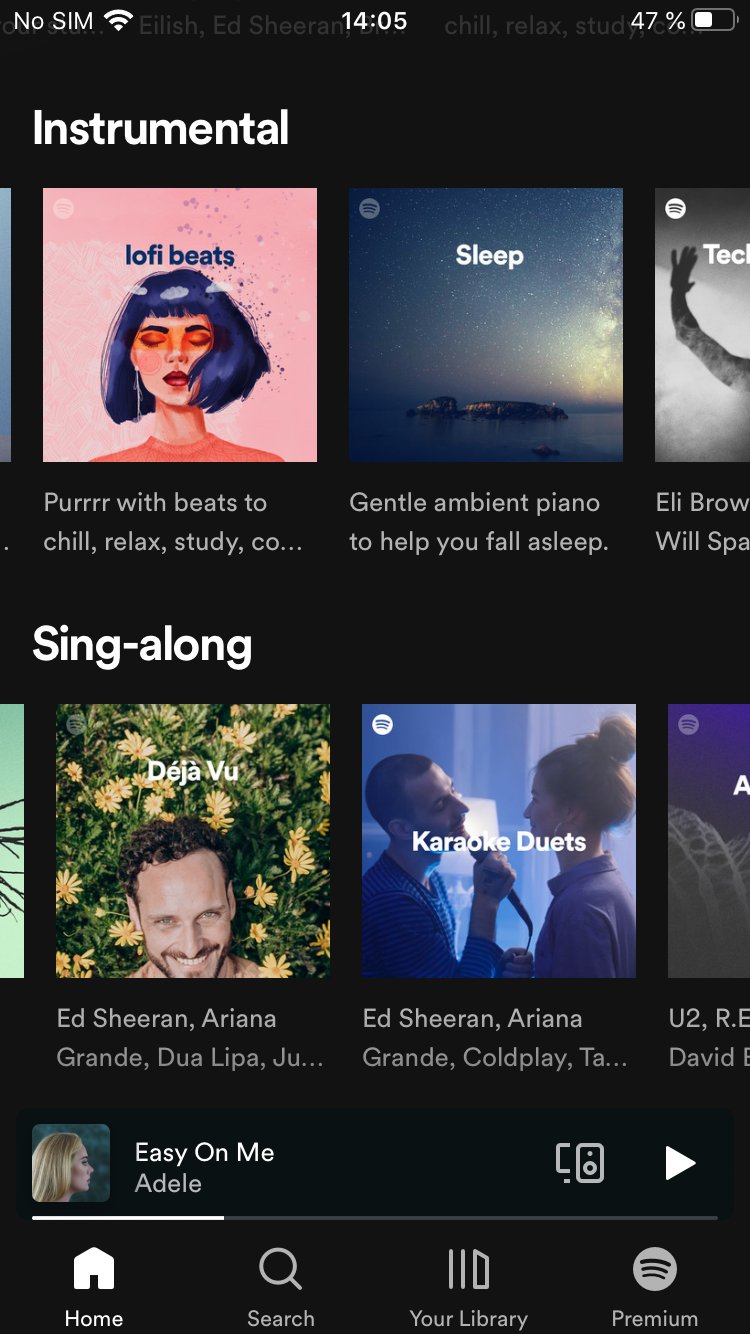 No SIM 14:05 47 %
Eilish, Ed Sheeran,
chill, relax, study, co...
Instrumental
lofi beats
Sleep
Purrrr with beats to
chill, relax, study, co...
Gentle ambient piano
to help you fall asleep.
Eli Brow
Will Spa
Sing-along
Déjà Vu
Karaoke Duets
A
Ed Sheeran, Ariana
Grande, Dua Lipa, Ju...
Ed Sheeran, Ariana
Grande, Coldplay, Ta...
U2, R.E
David
Easy On Me
Adele
Home
Search
Your Library
Premium